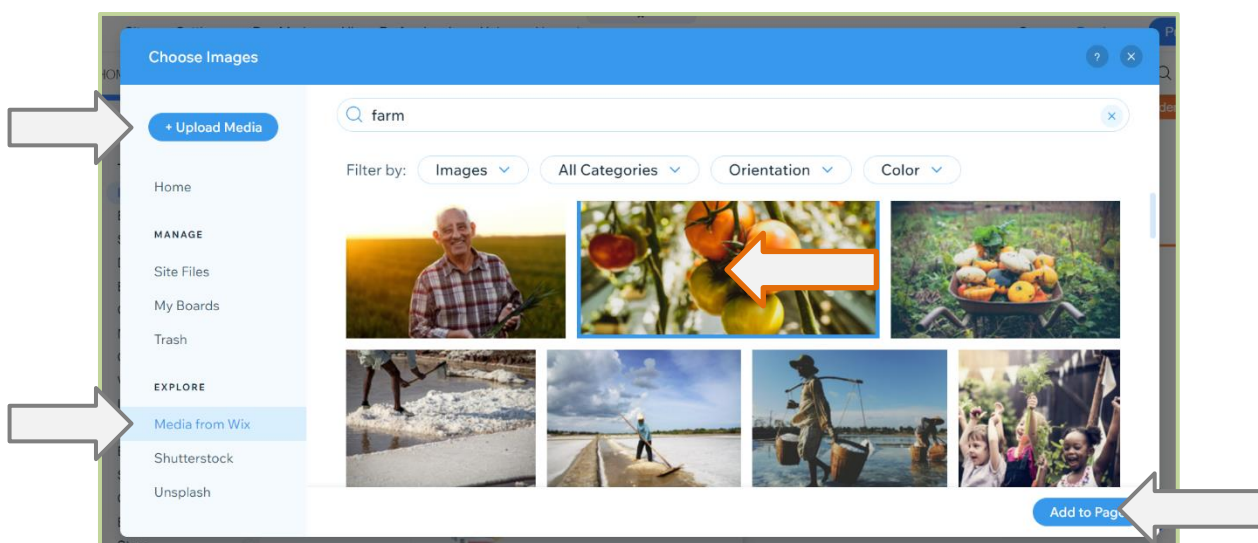 Choose Images
?
+ Upload Media
farm
Filter by: Images All Categories Orientation Color
Home
MANAGE
Site Files
My Boards
Trash
EXPLORE
Media from Wix
Shutterstock
Unsplash
Add to Page